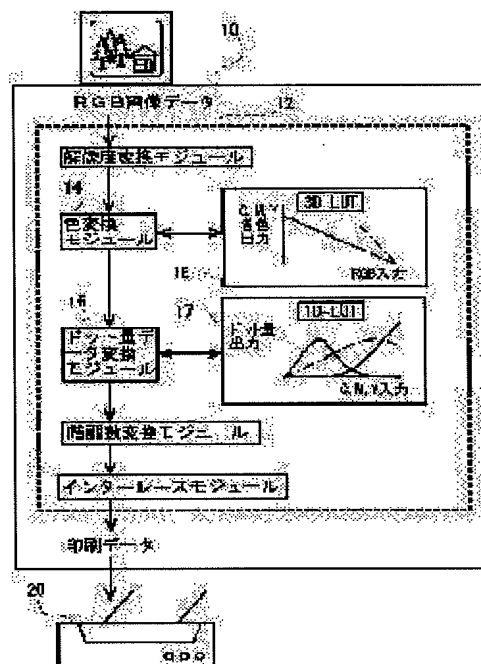 10
RGB画像データ
12
解像度変換モジュール
14
色変換
モジュール
C,M,Y
各色
出力
3D-LUT
RGB入力
16
17
ドット量デ
ータ変換
モジュール
ドット量
出力
1D-LUT
C,M,Y入力
階調数変換モジュール
インターレースモジュール
印刷データ
20